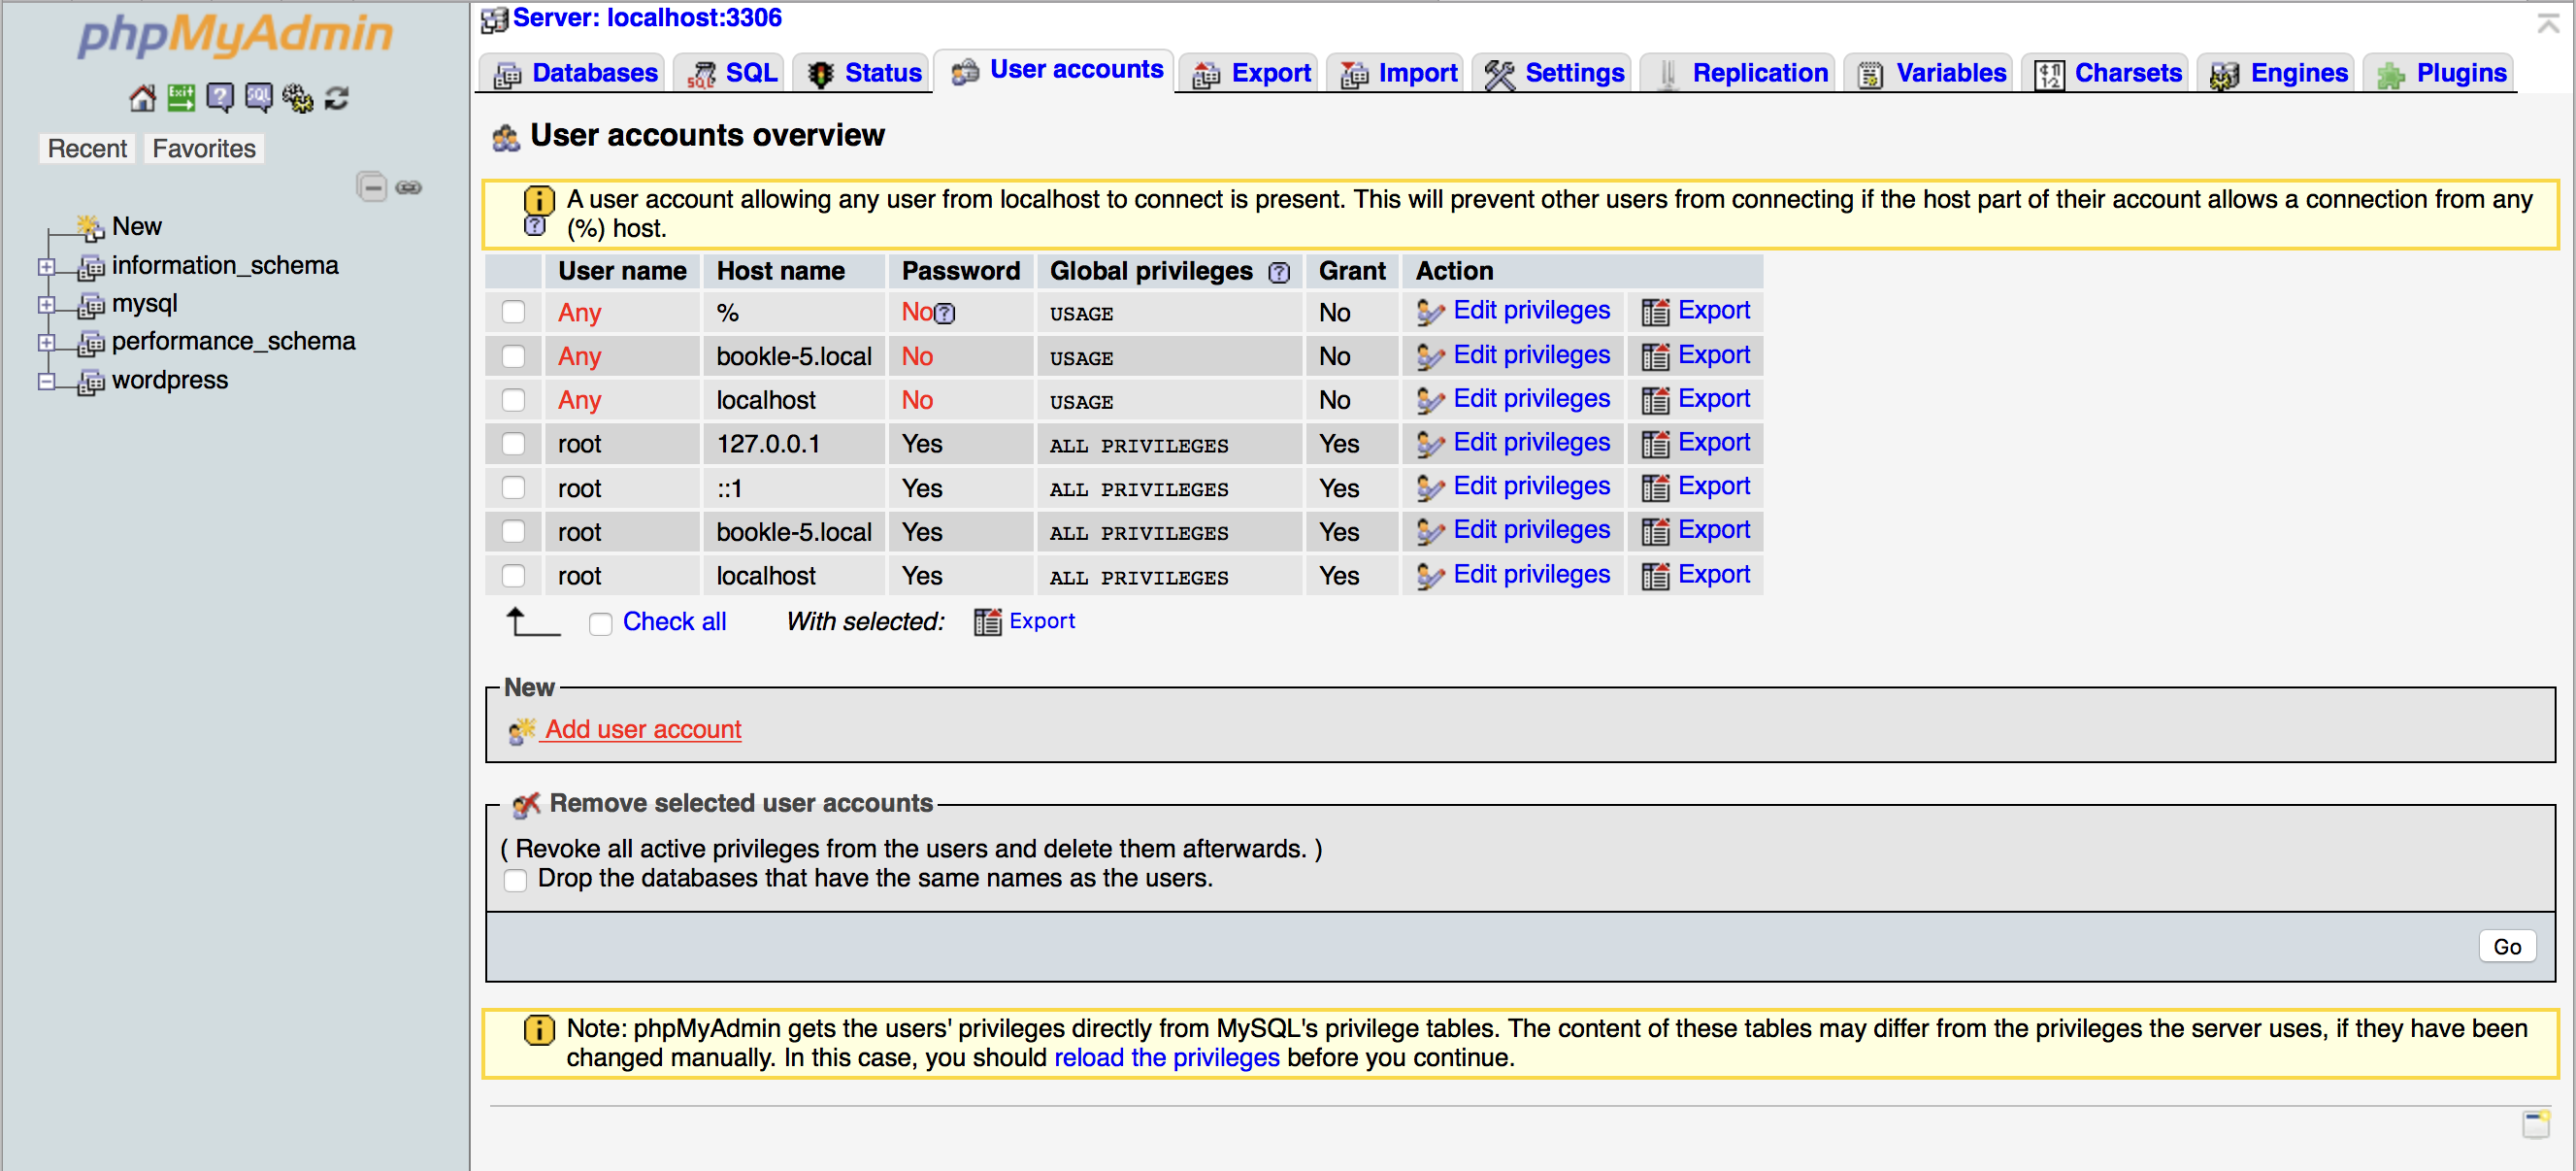 phpMyAdmin
Exit
SQL
Recent Favorites
New
information_schema
mysql
performance_schema
wordpress
Server: localhost:3306
Databases SQL Status User accounts Export Import Settings Replication Variables Charsets Engines Plugins
User accounts overview
A user account allowing any user from localhost to connect is present. This will prevent other users from connecting if the host part of their account allows a connection from any
(%) host.
User name Host name Password Global privileges Grant Action
Any % No USAGE No Edit privileges Export
Any bookle-5.local No USAGE No Edit privileges Export
Any localhost No USAGE No Edit privileges Export
root 127.0.0.1 Yes ALL PRIVILEGES Yes Edit privileges Export
root ::1 Yes ALL PRIVILEGES Yes Edit privileges Export
root bookle-5.local Yes ALL PRIVILEGES Yes Edit privileges Export
root localhost Yes ALL PRIVILEGES Yes Edit privileges Export
Check all With selected: Export
New
Add user account
Remove selected user accounts
( Revoke all active privileges from the users and delete them afterwards. )
Drop the databases that have the same names as the users.
Go
Note: phpMyAdmin gets the users' privileges directly from MySQL's privilege tables. The content of these tables may differ from the privileges the server uses, if they have been
changed manually. In this case, you should reload the privileges before you continue.